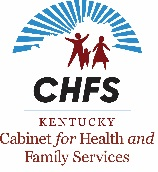 CHFS
KENTUCKY
Cabinet for Health and
Family Services